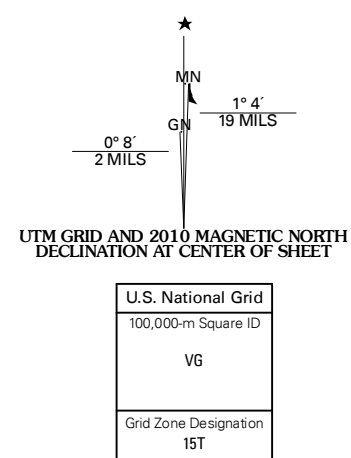 MN
GN
1° 4´
19 MILS
0° 8´
2 MILS
UTM GRID AND 2010 MAGNETIC NORTH
DECLINATION AT CENTER OF SHEET
U.S. National Grid
100,000-m Square ID
VG
Grid Zone Designation
15T